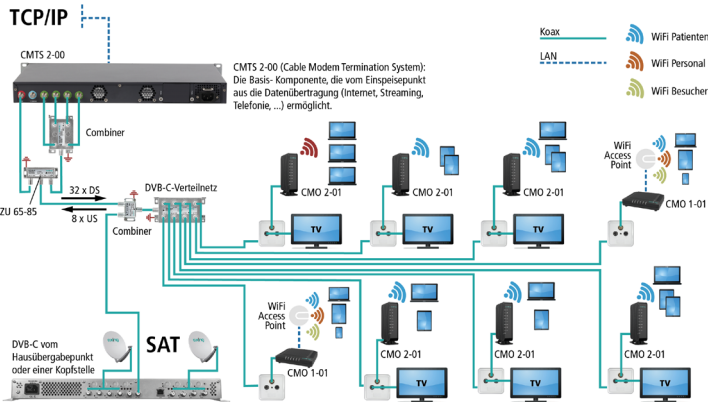 TCP/IP
CMTS 2-00
CMTS 2-00 (Cable Modem Termination System):
Die Basis- Komponente, die vom Einspeisepunkt
aus die Datenübertragung (Internet, Streaming,
Telefonie, ...) ermöglicht.
Koax
LAN
WiFi Patienten
WiFi Personal
WiFi Besucher
Combiner
ZU 65-85
32 x DS
8 x US
Combiner
DVB-C-Verteilnetz
CMO 2-01
TV
CMO 2-01
TV
CMO 2-01
TV
WiFi
Access
Point
CMO 1-01
WiFi
Access
Point
CMO 1-01
CMO 2-01
TV
CMO 2-01
TV
CMO 2-01
TV
DVB-C vom
Hausübergabepunkt
oder einer Kopfstelle
SAT